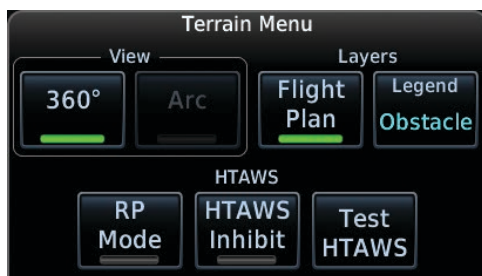 Terrain Menu
View
Layers
360°
Arc
Flight
Plan
Legend
Obstacle
HTAWS
RP
Mode
HTAWS
Inhibit
Test
HTAWS